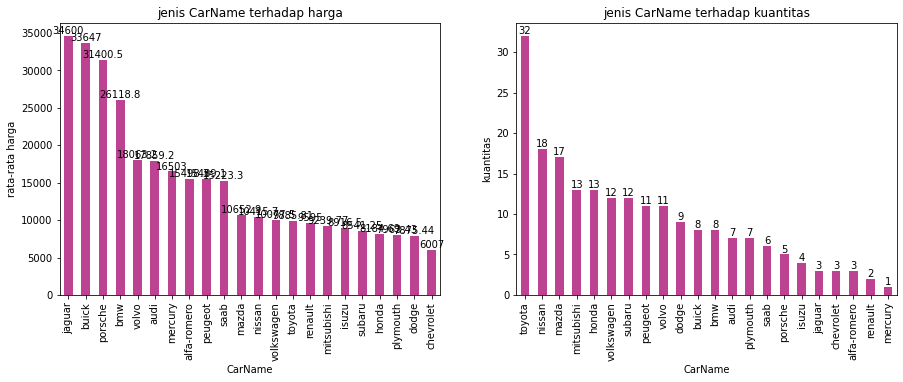 jenis CarName terhadap harga
rata-rata harga
35000
30000
25000
20000
15000
10000
5000
0
34600
33647
31400.5
26118.8
16503
15223.3
6007
jaguar
buick
porsche
bmw
volvo
audi
mercury
alfa-romero
peugeot
saab
mazda
nissan
volkswagen
toyota
renault
mitsubishi
isuzu
subaru
honda
plymouth
dodge
chevrolet
CarName
jenis CarName terhadap kuantitas
kuantitas
30
25
20
15
10
5
0
32
18
17
13
13
12
12
11
11
9
8
8
7
7
6
5
4
3
3
3
2
1
toyota
nissan
mazda
mitsubishi
honda
volkswagen
subaru
peugeot
volvo
dodge
buick
bmw
audi
plymouth
saab
porsche
isuzu
jaguar
chevrolet
alfa-romero
renault
mercury
CarName